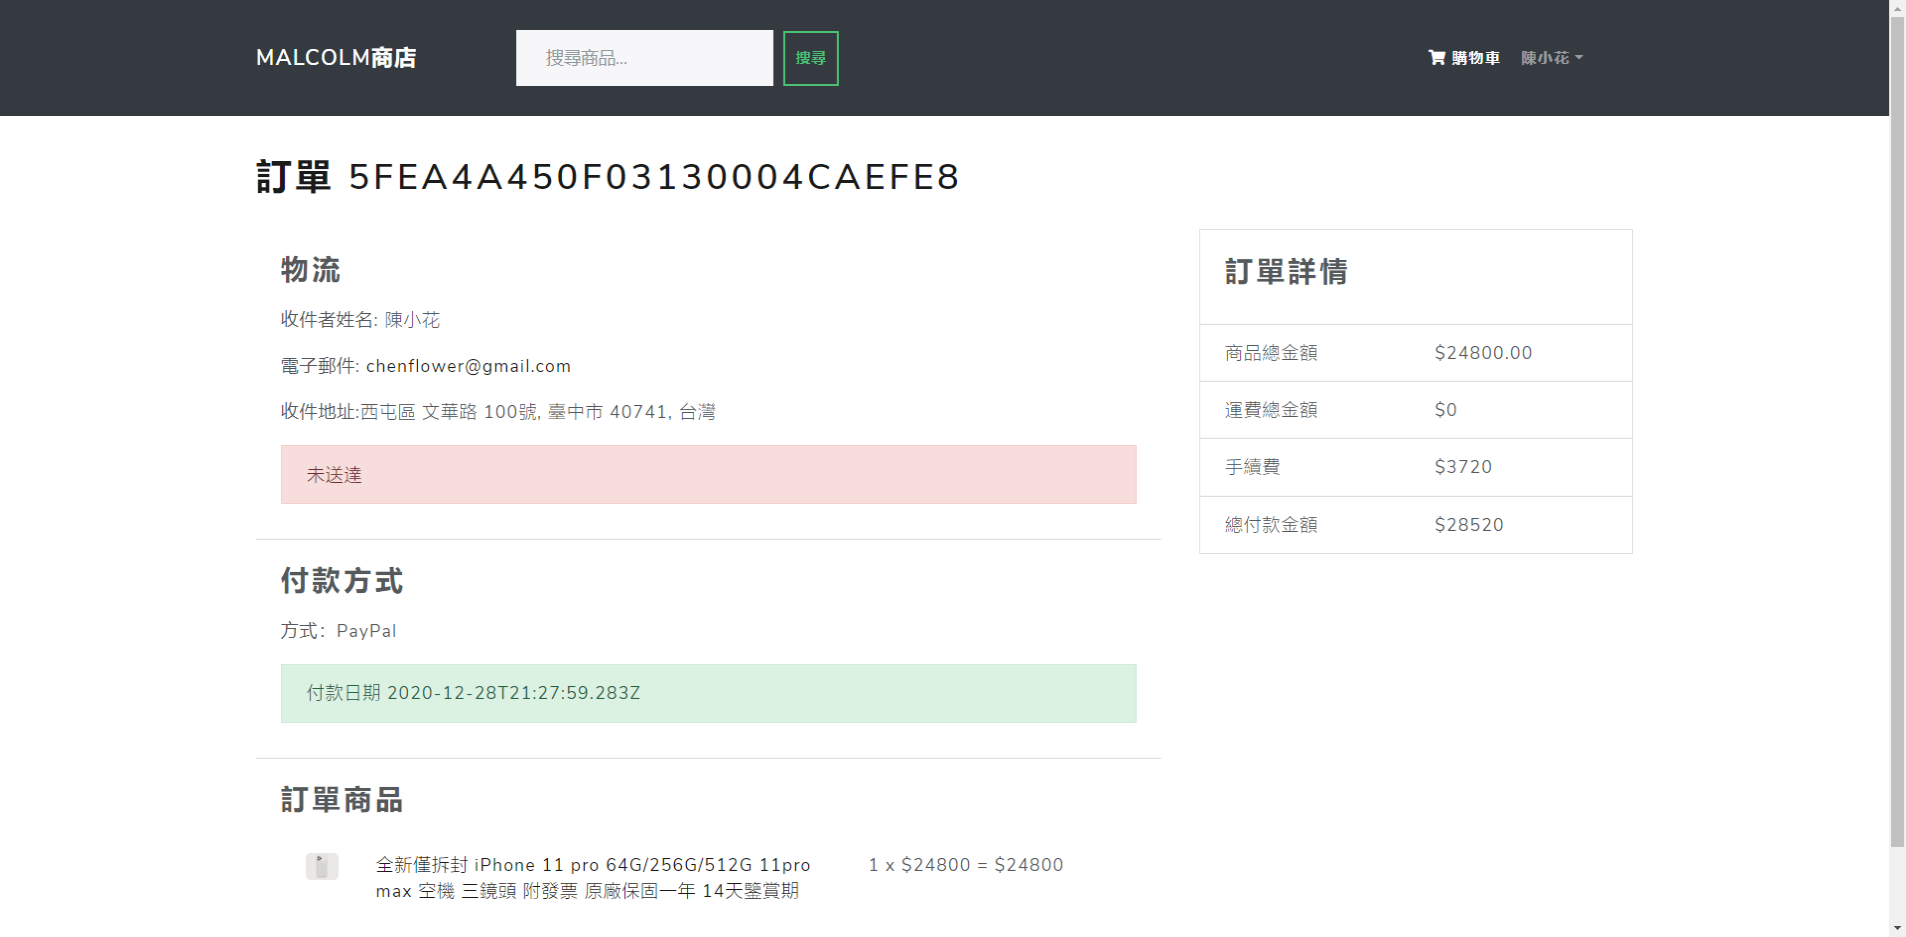 MALCOLM商店
搜尋商品...
搜尋
購物車
陳小花
訂單 5FEA4A450F03130004CAEFE8
物流
收件者姓名: 陳小花
電子郵件: chenflower@gmail.com
收件地址:西屯區 文華路 100號, 臺中市 40741, 台灣
未送達
付款方式
方式: PayPal
付款日期 2020-12-28T21:27:59.283Z
訂單商品
全新僅拆封 iPhone 11 pro 64G/256G/512G 11pro
max 空機 三鏡頭 附發票 原廠保固一年 14天鑒賞期
1 x $24800 = $24800
訂單詳情
商品總金額 $24800.00
運費總金額 $0
手續費 $3720
總付款金額 $28520